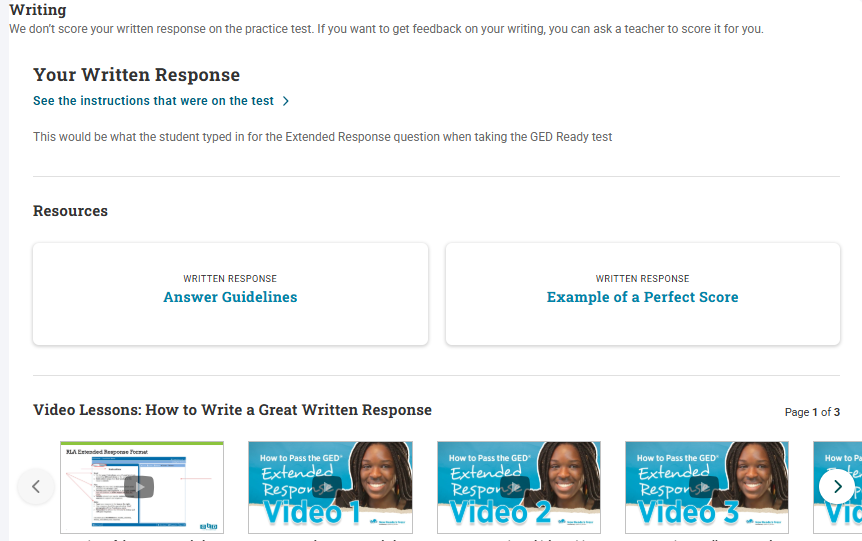 Writing
We don't score your written response on the practice test. If you want to get feedback on your writing, you can ask a teacher to score it for you.
Your Written Response
See the instructions that were on the test
This would be what the student typed in for the Extended Response question when taking the GED Ready test
Resources
WRITTEN RESPONSE
Answer Guidelines
WRITTEN RESPONSE
Example of a Perfect Score
Video Lessons: How to Write a Great Written Response
Page 1 of 3
RLA Extended Response Format
How to Pass the GED®
Extended
Response
Video 1
How to Pass the GED®
Extended
Response
Video 2
How to Pass the GED®
Extended
Response
Video 3
How to Pa
Exte
Resp
Vid